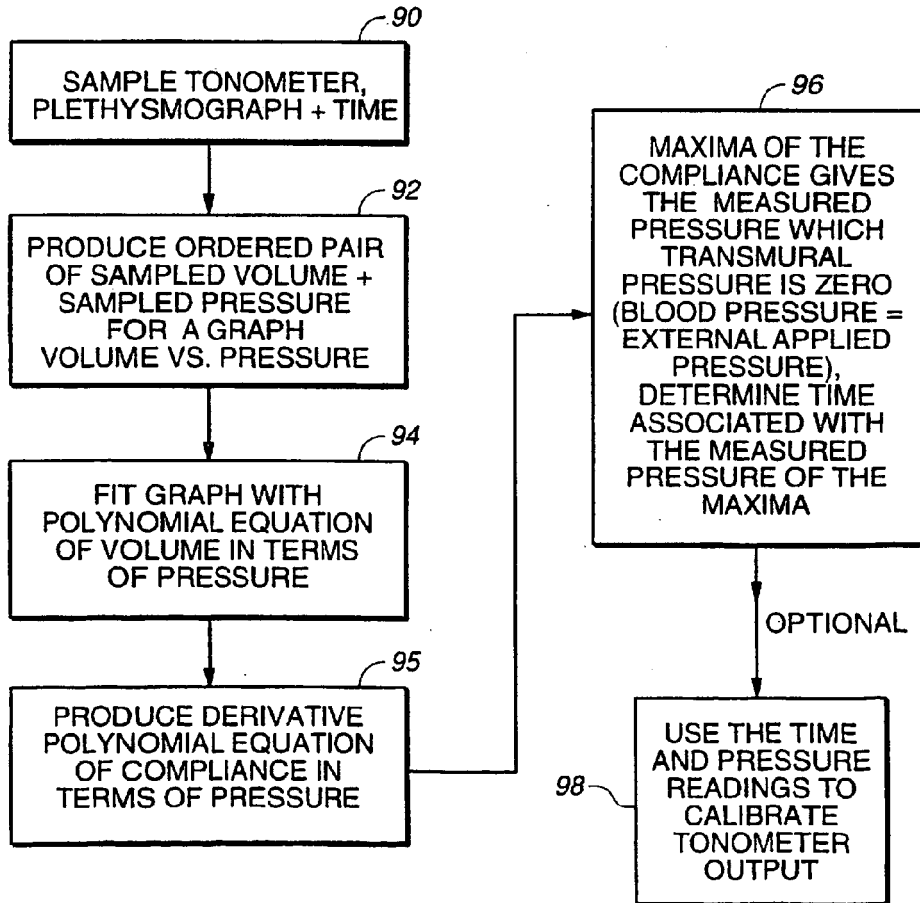 90
SAMPLE TONOMETER,
PLETHYSMOGRAPH + TIME
92
PRODUCE ORDERED PAIR
OF SAMPLED VOLUME +
SAMPLED PRESSURE
FOR A GRAPH
VOLUME VS. PRESSURE
94
FIT GRAPH WITH
POLYNOMIAL EQUATION
OF VOLUME IN TERMS
OF PRESSURE
95
PRODUCE DERIVATIVE
POLYNOMIAL EQUATION
OF COMPLIANCE IN
TERMS OF PRESSURE
96
MAXIMA OF THE
COMPLIANCE GIVES
THE MEASURED
PRESSURE WHICH
TRANSMURAL
PRESSURE IS ZERO
(BLOOD PRESSURE =
EXTERNAL APPLIED
PRESSURE),
DETERMINE TIME
ASSOCIATED WITH
THE MEASURED
PRESSURE OF THE
MAXIMA
OPTIONAL
98
USE THE TIME
AND PRESSURE
READINGS TO
CALIBRATE
TONOMETER
OUTPUT